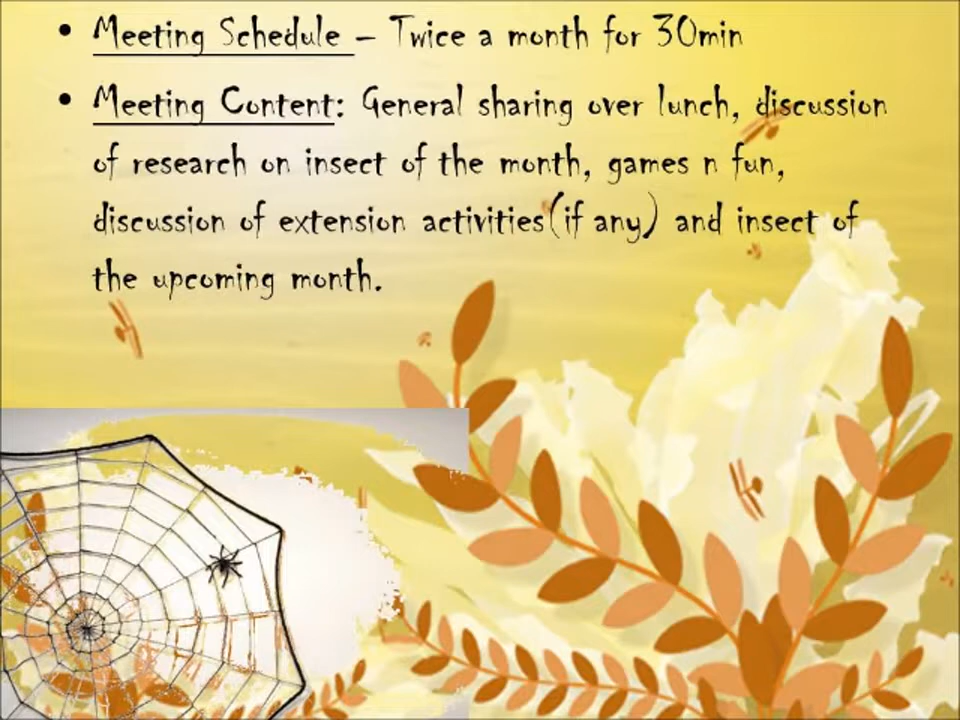 • Meeting Schedule – Twice a month for 30min
• Meeting Content: General sharing over lunch, discussion
of research on insect of the month, games n fun,
discussion of extension activities(if any) and insect of
the upcoming month.